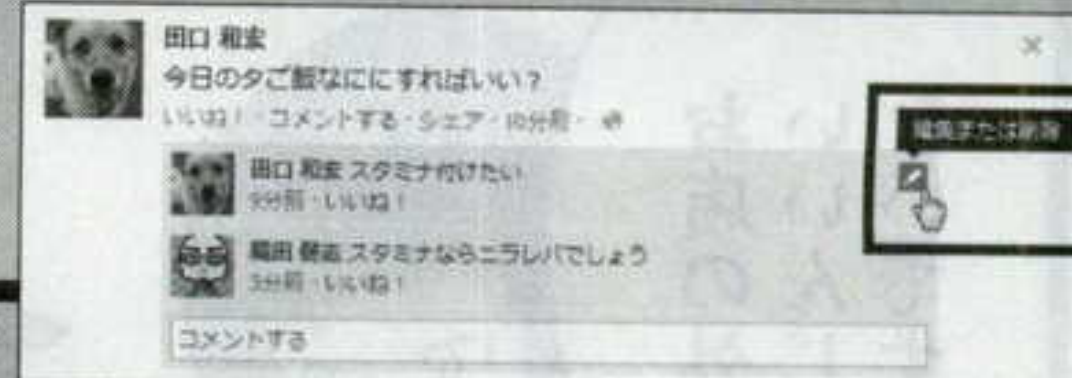 田口 和宏
今日の夕ご飯なににすればいい？
いいね！・コメントする・シェア・10分前・
編集または削除
田口 和宏 スタミナ付けたい
9分前・いいね！
健志 スタミナならニラレバでしょう
3分前・いいね！
コメントする